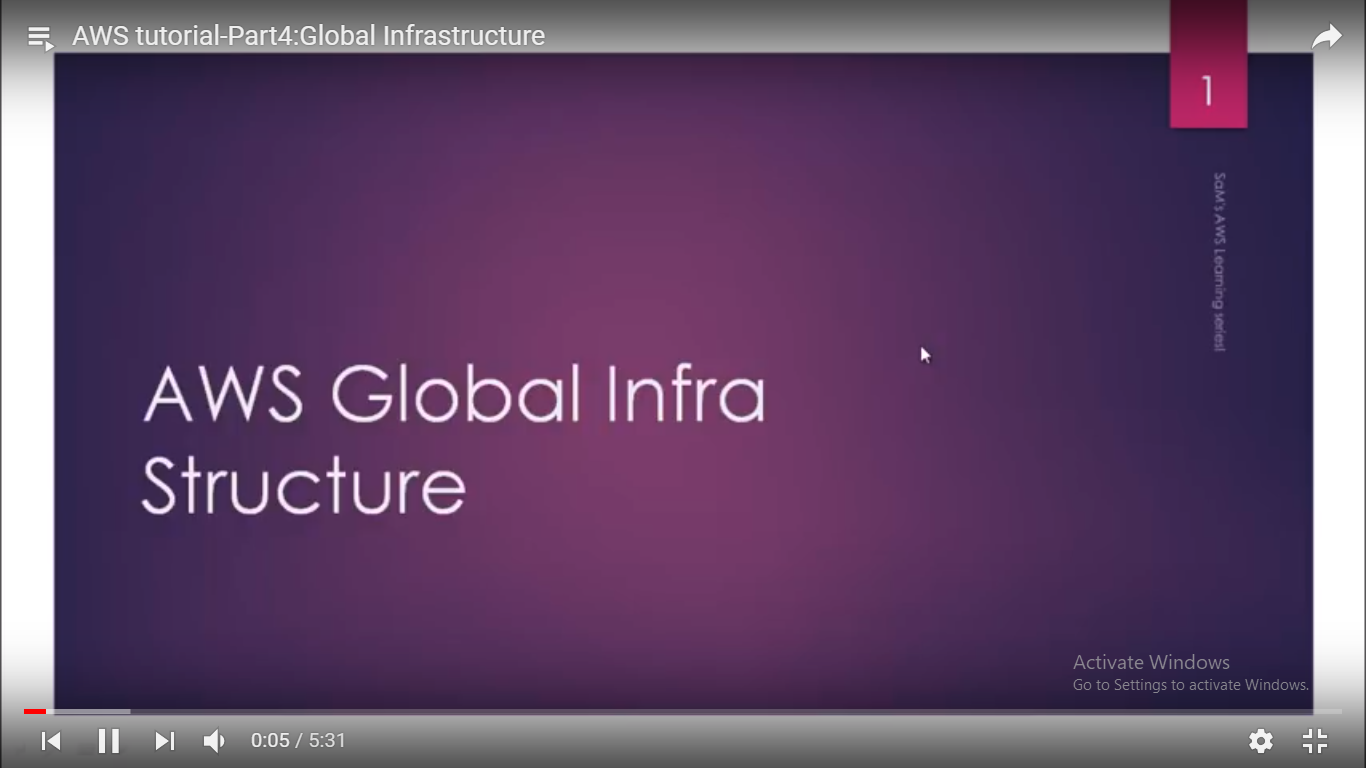 AWS tutorial-Part4:Global Infrastructure
1
SaM's AWS Learning series!
AWS Global Infra
Structure
Activate Windows
Go to Settings to activate Windows.
0:05 / 5:31